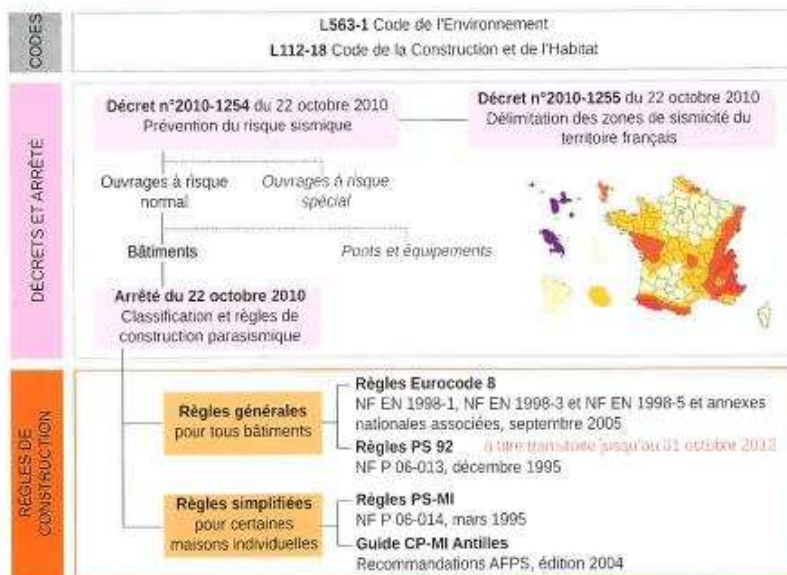 CODES
L563-1 Code de l'Environnement
L112-18 Code de la Construction et de l'Habitat
DÉCRETS ET ARRÊTÉ
Décret n°2010-1254 du 22 octobre 2010
Prévention du risque sismique
Décret n°2010-1255 du 22 octobre 2010
Délimitation des zones de sismicité du
territoire français
Ouvrages à risque
normal
Ouvrages à risque
spécial
Bâtiments
Ponts et équipements
Arrêté du 22 octobre 2010
Classification et règles de
construction parasismique
RÈGLES DE
CONSTRUCTION
Règles générales
pour tous bâtiments
Règles Eurocode 8
NF EN 1998-1, NF EN 1998-3 et NF EN 1998-5 et annexes
nationales associées, septembre 2005
Règles PS 92 à titre transitoire jusqu'au 31 octobre 2012
NF P 06-013, décembre 1995
Règles simplifiées
pour certaines
maisons individuelles
Règles PS-MI
NF P 06-014, mars 1995
Guide CP-MI Antilles
Recommandations AFPS, édition 2004